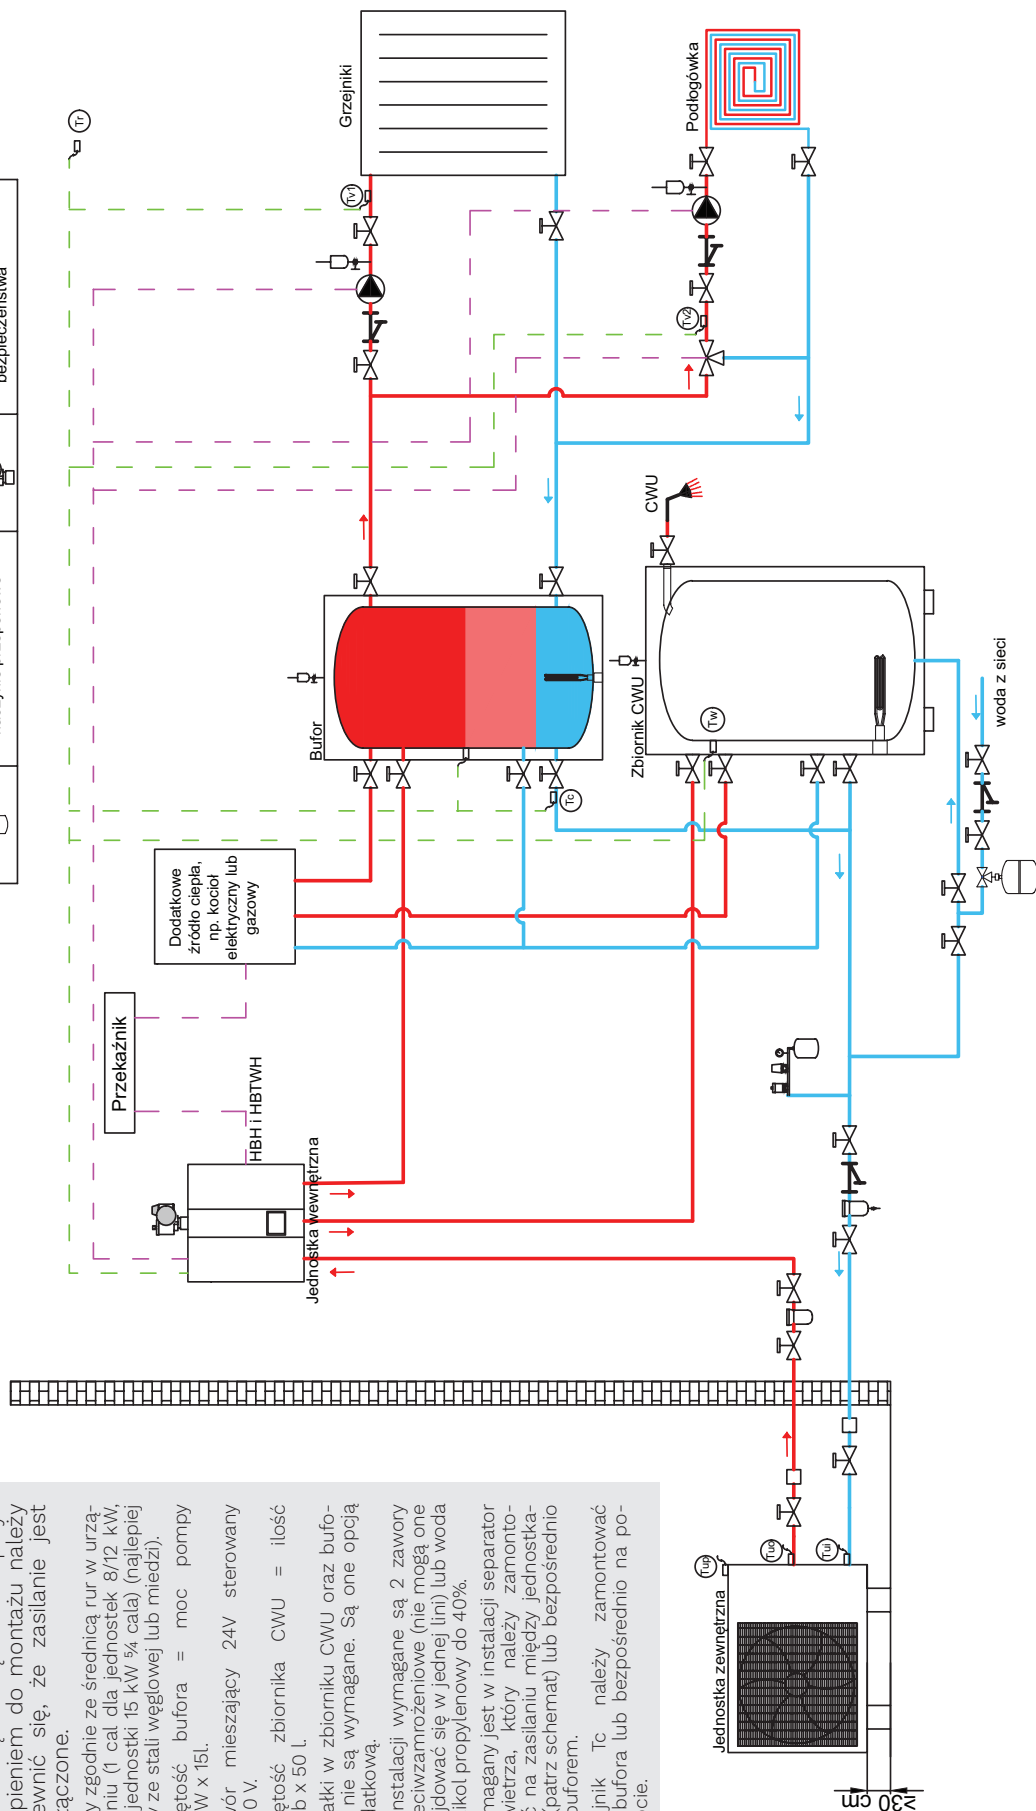 bezpieczeństwa
pieniem do montażu należy
ewnić się, że zasilanie jest
ączone.
y zgodnie ze średnicą rur w urzą-
niu (1 cal dla jednostek 8/12 kW,
jednostki 15 kW 5⁄4 cala) (najlepiej
y ze stali węglowej lub miedzi).
ętość bufora = moc pompy
W x 15l.
wór mieszający 24V sterowany
0 V.
ętość zbiornika CWU = ilość
b x 50 l.
ałki w zbiorniku CWU oraz bufo-
nie są wymagane. Są one opcją
datkową.
instalacji wymagane są 2 zawory
eciwzamrożeniowe (nie mogą one
jdować się w jednej lini) lub woda
ikol propylenowy do 40%.
magany jest w instalacji separator
wietrza, który należy zamonto-
ć na zasilaniu między jednostka-
(patrz schemat) lub bezpośrednio
buforem.
jnik Tc należy zamontować
bufora lub bezpośrednio na po-
cie.
Jednostka zewnętrzna
Tup
Tuo
Tui
≥30 cm
Jednostka wewnętrzna
HBH i HBTWH
Przekaźnik
Dodatkowe
źródło ciepła,
np. kocioł
elektryczny lub
gazowy
Bufor
Tc
Zbiornik CWU
Tw
CWU
woda z sieci
Grzejniki
Tv1
Tr
Podłogówka
Tv2